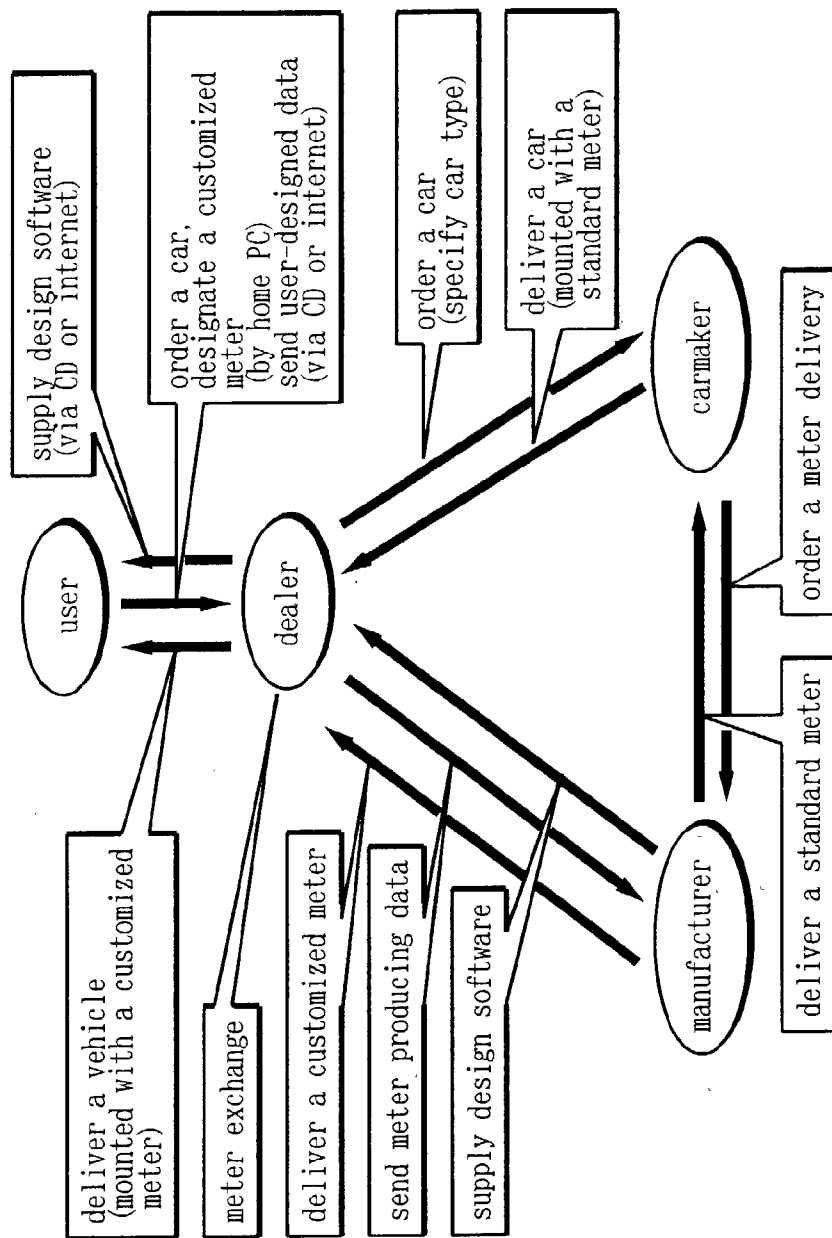 supply design software
(via CD or internet)
order a car,
designate a customized
meter
(by home PC)
send user-designed data
(via CD or internet)
user
deliver a vehicle
(mounted with a customized
meter)
meter exchange
dealer
deliver a customized meter
send meter producing data
supply design software
order a car
(specify car type)
deliver a car
(mounted with a
standard meter)
manufacturer
carmaker
deliver a standard meter
order a meter delivery